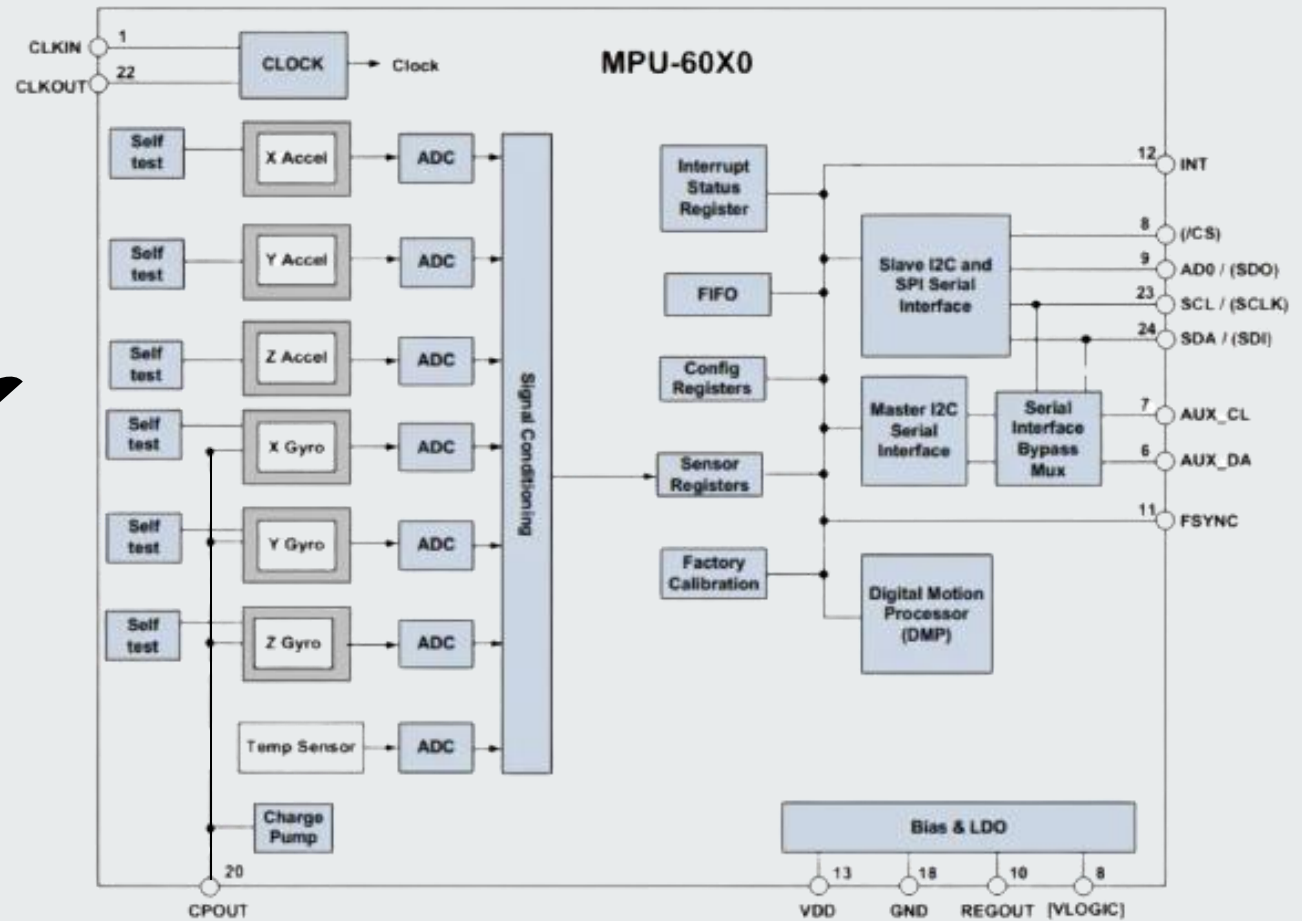 MPU-60X0
CLKIN
1
CLKOUT
22
CLOCK
Clock
Self
test
X Accel
ADC
Self
test
Y Accel
ADC
Self
test
Z Accel
ADC
Self
test
X Gyro
ADC
Self
test
Y Gyro
ADC
Self
test
Z Gyro
ADC
Temp Sensor
ADC
Charge
Pump
20
CPOUT
Signal Conditioning
Interrupt
Status
Register
FIFO
Config
Registers
Sensor
Registers
Factory
Calibration
Slave I2C and
SPI Serial
Interface
Master I2C
Serial
Interface
Serial
Interface
Bypass
Mux
Digital Motion
Processor
(DMP)
12
INT
8
(/CS)
9
AD0 / (SDO)
23
SCL / (SCLK)
24
SDA / (SDI)
7
AUX_CL
6
AUX_DA
11
FSYNC
Bias & LDO
13
18
10
8
VDD
GND
REGOUT
[VLOGIC]